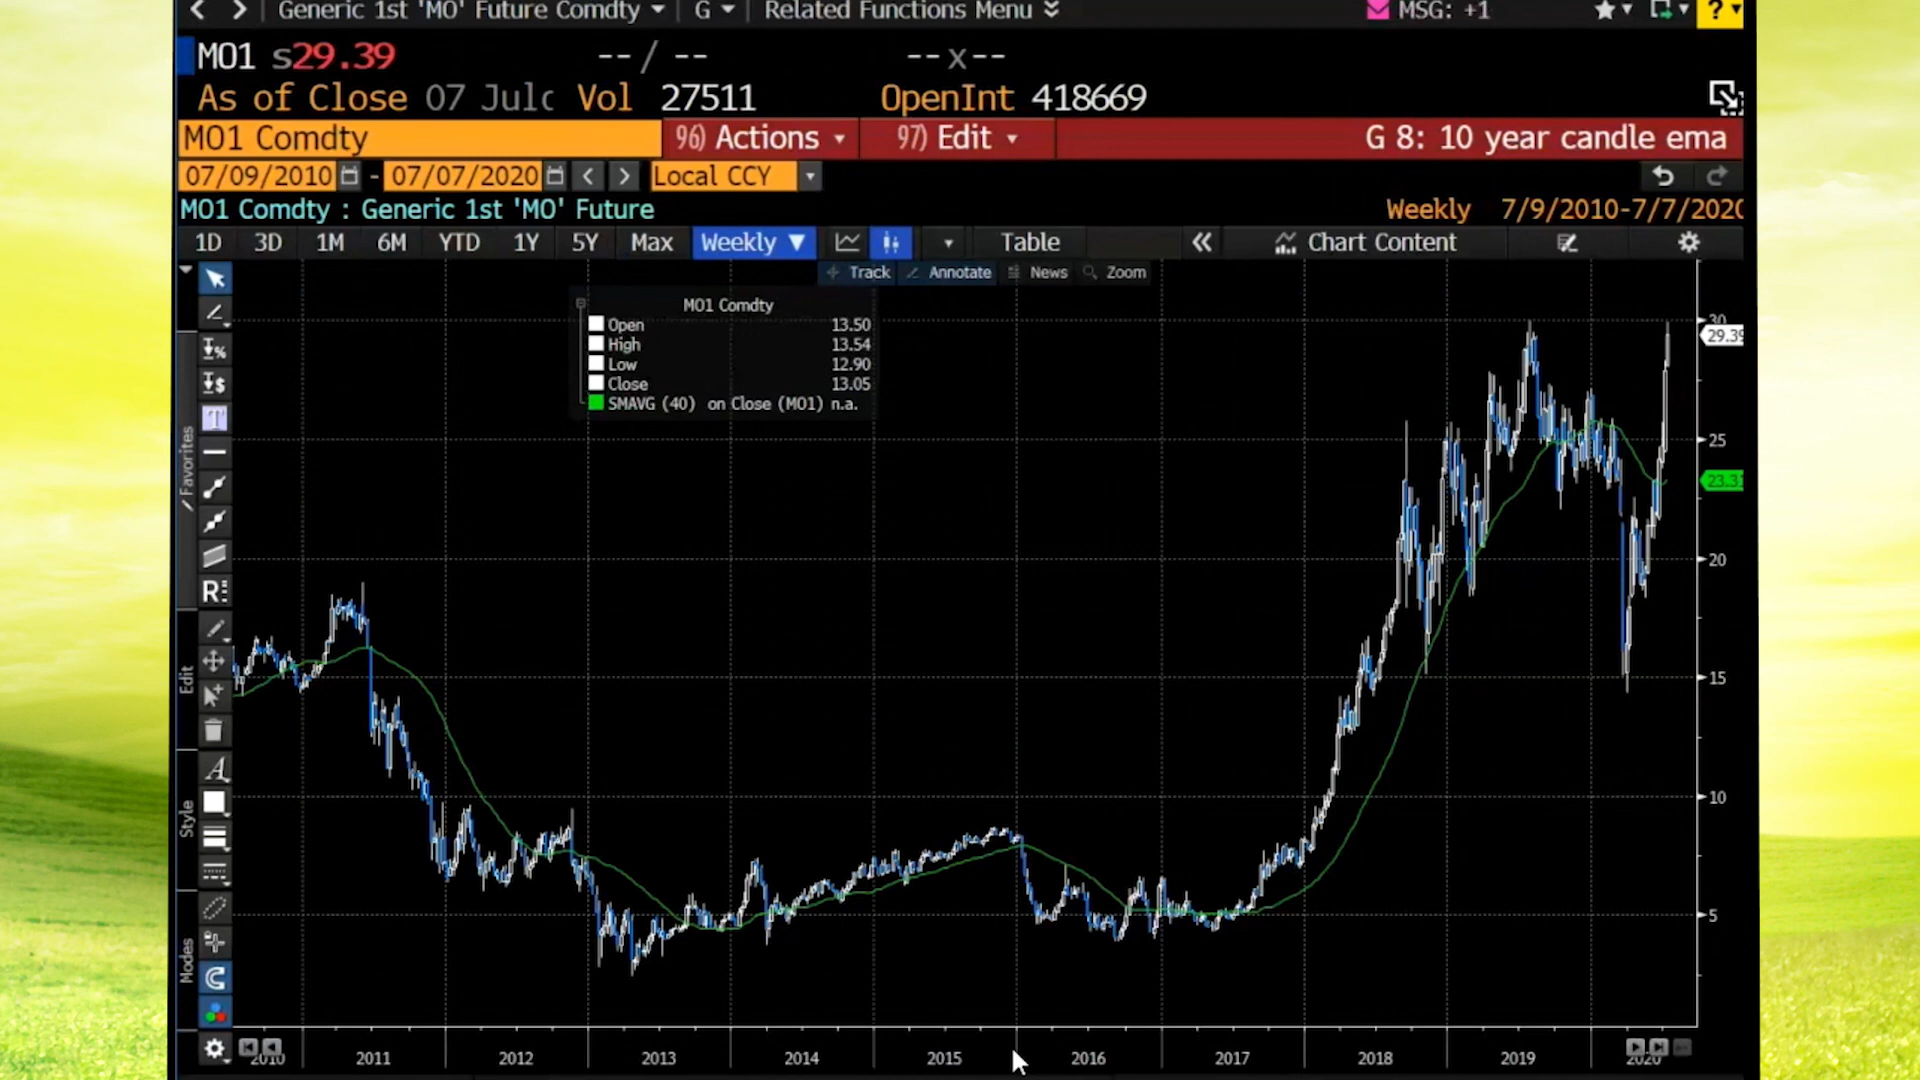 Generic 1st 'MO' Future Comdty G Related Functions Menu MSG: +1 ?
MO1 s29.39 -- / -- --x--
As of Close 07 Jul Vol 27511 OpenInt 418669
MO1 Comdty 96) Actions 97) Edit G 8: 10 year candle ema
07/09/2010 - 07/07/2020 Local CCY
MO1 Comdty : Generic 1st 'MO' Future Weekly 7/9/2010-7/7/2020
1D 3D 1M 6M YTD 1Y 5Y Max Weekly Table Chart Content
Track Annotate News Zoom
MO1 Comdty
Open 13.50
High 13.54
Low 12.90
Close 13.05
SMAVG (40) on Close (MO1) n.a.
30
29.39
25
23.31
20
15
10
5
%
$
T
Favorites
R
Edit
A
Style
Modes
2010 2011 2012 2013 2014 2015 2016 2017 2018 2019 2020